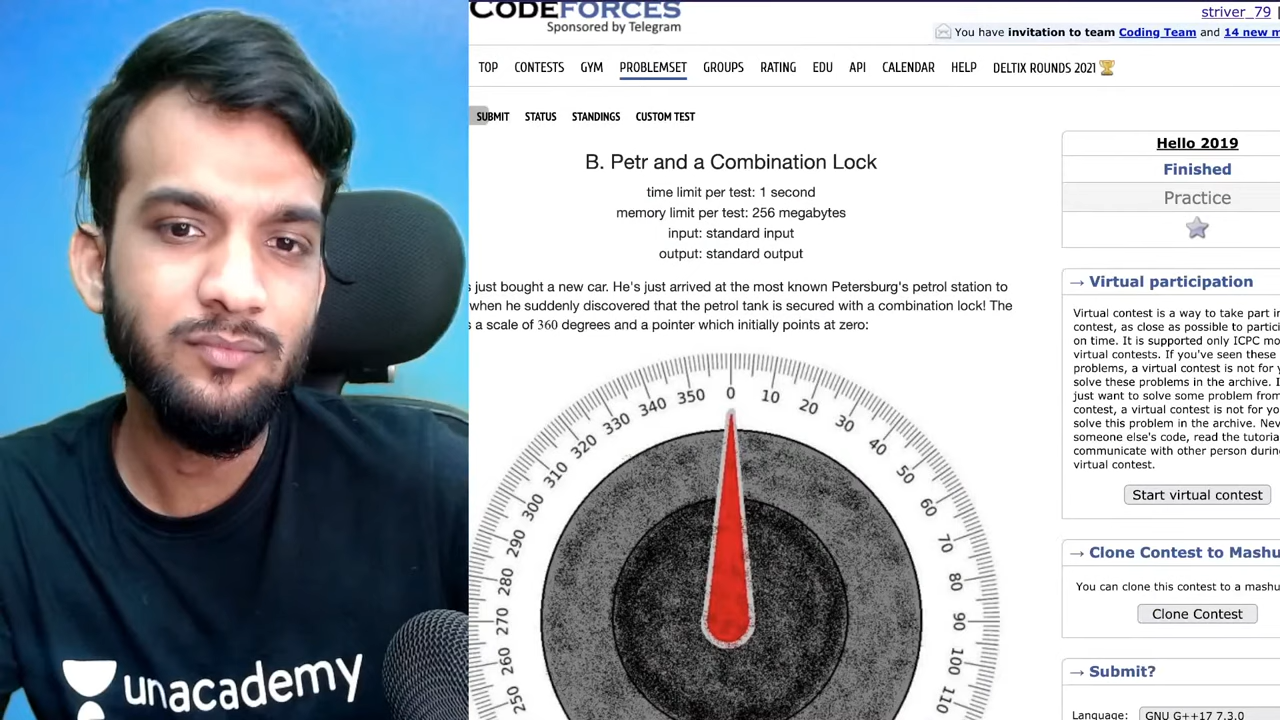 CODEFORCES
Sponsored by Telegram
striver_79
You have invitation to team Coding Team and 14 new m
TOP CONTESTS GYM PROBLEMSET GROUPS RATING EDU API CALENDAR HELP DELTIX ROUNDS 2021
SUBMIT STATUS STANDINGS CUSTOM TEST
B. Petr and a Combination Lock
time limit per test: 1 second
memory limit per test: 256 megabytes
input: standard input
output: standard output
s just bought a new car. He's just arrived at the most known Petersburg's petrol station to
when he suddenly discovered that the petrol tank is secured with a combination lock! The
s a scale of 360 degrees and a pointer which initially points at zero:
250 260 270 280 290 300 310 320 330 340 350 0 10 20 30 40 50 60 70 80 90 100 110
Hello 2019
Finished
Practice
→ Virtual participation
Virtual contest is a way to take part in
contest, as close as possible to partici
on time. It is supported only ICPC mo
virtual contests. If you've seen these
problems, a virtual contest is not for y
solve these problems in the archive. I
just want to solve some problem from
contest, a virtual contest is not for yo
solve this problem in the archive. Nev
someone else's code, read the tutoria
communicate with other person durin
virtual contest.
Start virtual contest
→ Clone Contest to Mashu
You can clone this contest to a mashu
Clone Contest
→ Submit?
Language: GNU G++17 7.3.0
unacademy